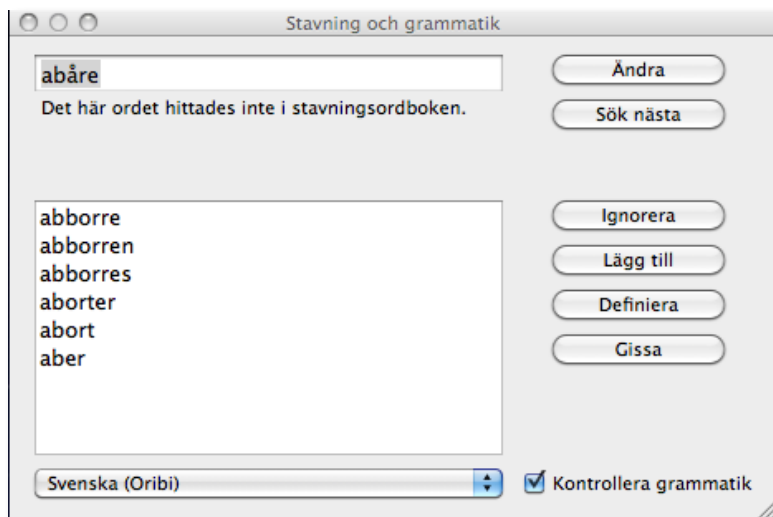 Stavning och grammatik
abåre
Det här ordet hittades inte i stavningsordboken.
Ändra
Sök nästa
abborre
abborren
abborres
aborter
abort
aber
Ignorera
Lägg till
Definiera
Gissa
Svenska (Oribi)
Kontrollera grammatik